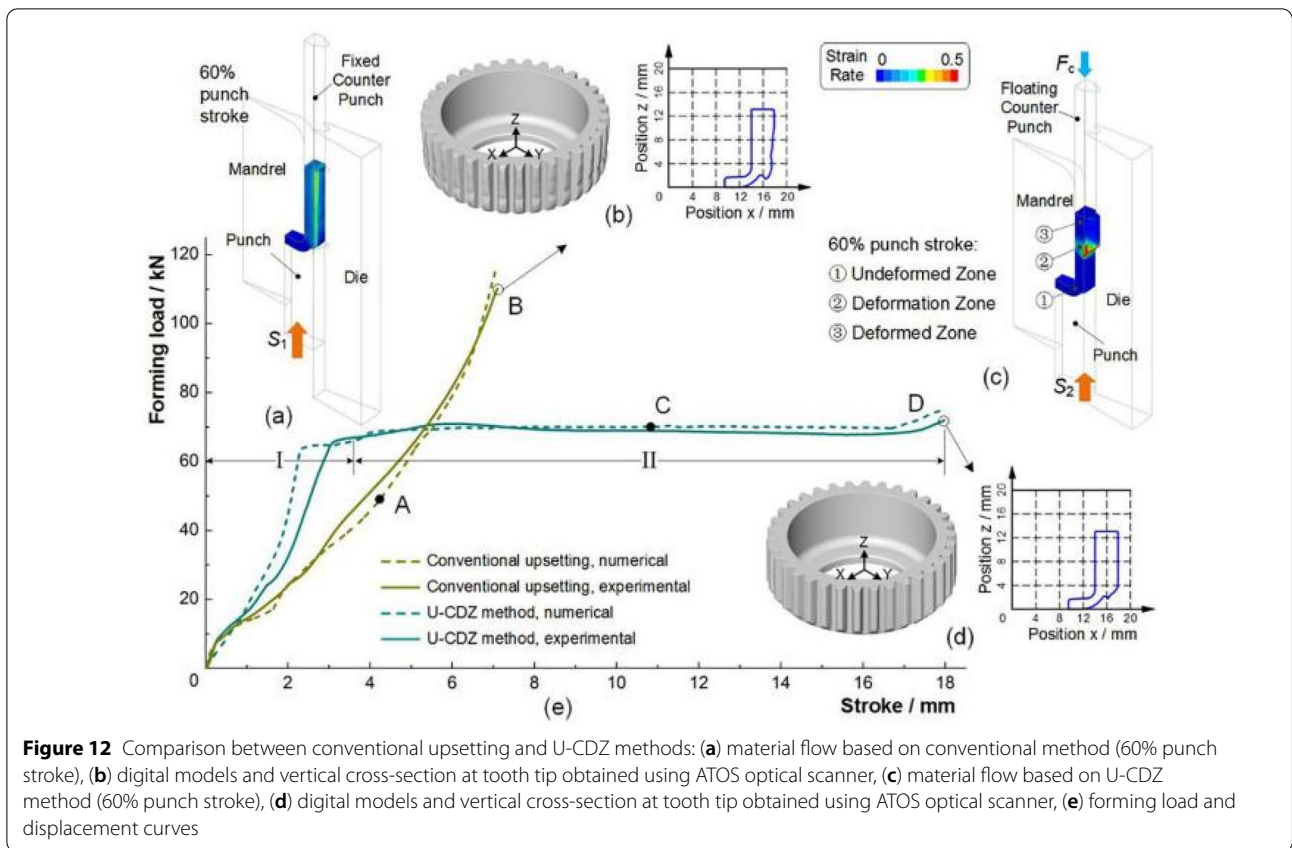 60%
punch
stroke
Fixed
Counter
Punch
Mandrel
Punch
Die
S1
(a)
Z
X Y
(b)
Position z / mm
20
16
12
8
4
0 4 8 12 16 20
Position x / mm
Strain 0 0.5
Rate
Fc
Floating
Counter
Punch
Mandrel
③
②
①
60% punch stroke:
① Undeformed Zone
② Deformation Zone
③ Deformed Zone
Die
Punch
S2
(c)
Forming load / kN
120
100
80
60
40
20
0
B
C
D
A
I
II
Conventional upsetting, numerical
Conventional upsetting, experimental
U-CDZ method, numerical
U-CDZ method, experimental
Z
X Y
(d)
Position z / mm
20
16
12
8
4
0 4 8 12 16 20
Position x / mm
0 2 4 6 8 10 12 14 16 18
(e)
Stroke / mm
Figure 12 Comparison between conventional upsetting and U-CDZ methods: (a) material flow based on conventional method (60% punch
stroke), (b) digital models and vertical cross-section at tooth tip obtained using ATOS optical scanner, (c) material flow based on U-CDZ
method (60% punch stroke), (d) digital models and vertical cross-section at tooth tip obtained using ATOS optical scanner, (e) forming load and
displacement curves